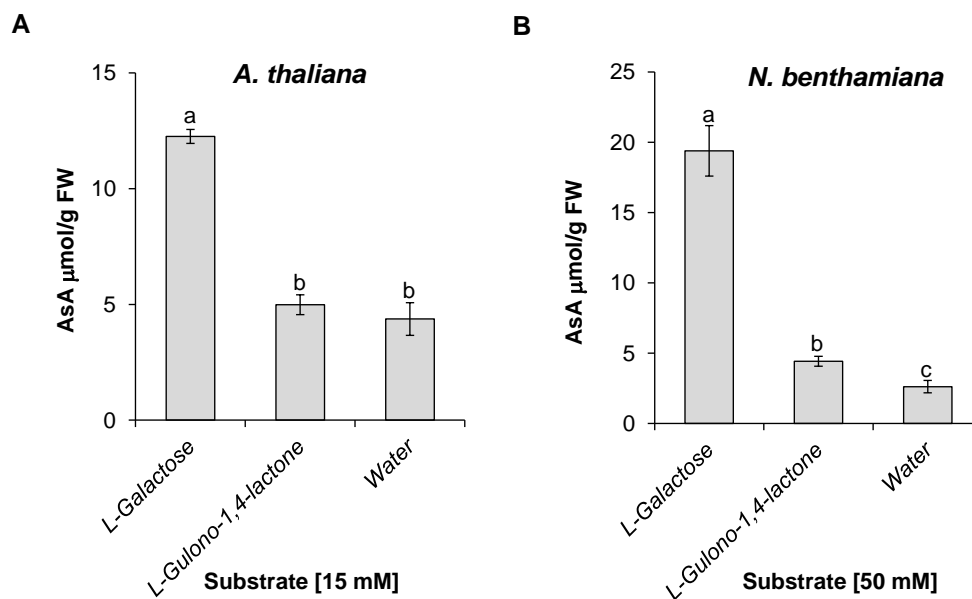 A
A. thaliana
AsA µmol/g FW
15
10
5
0
a
b
b
L-Galactose
L-Gulono-1,4-lactone
Water
Substrate [15 mM]
B
N. benthamiana
AsA µmol/g FW
25
20
15
10
5
0
a
b
c
L-Galactose
L-Gulono-1,4-lactone
Water
Substrate [50 mM]